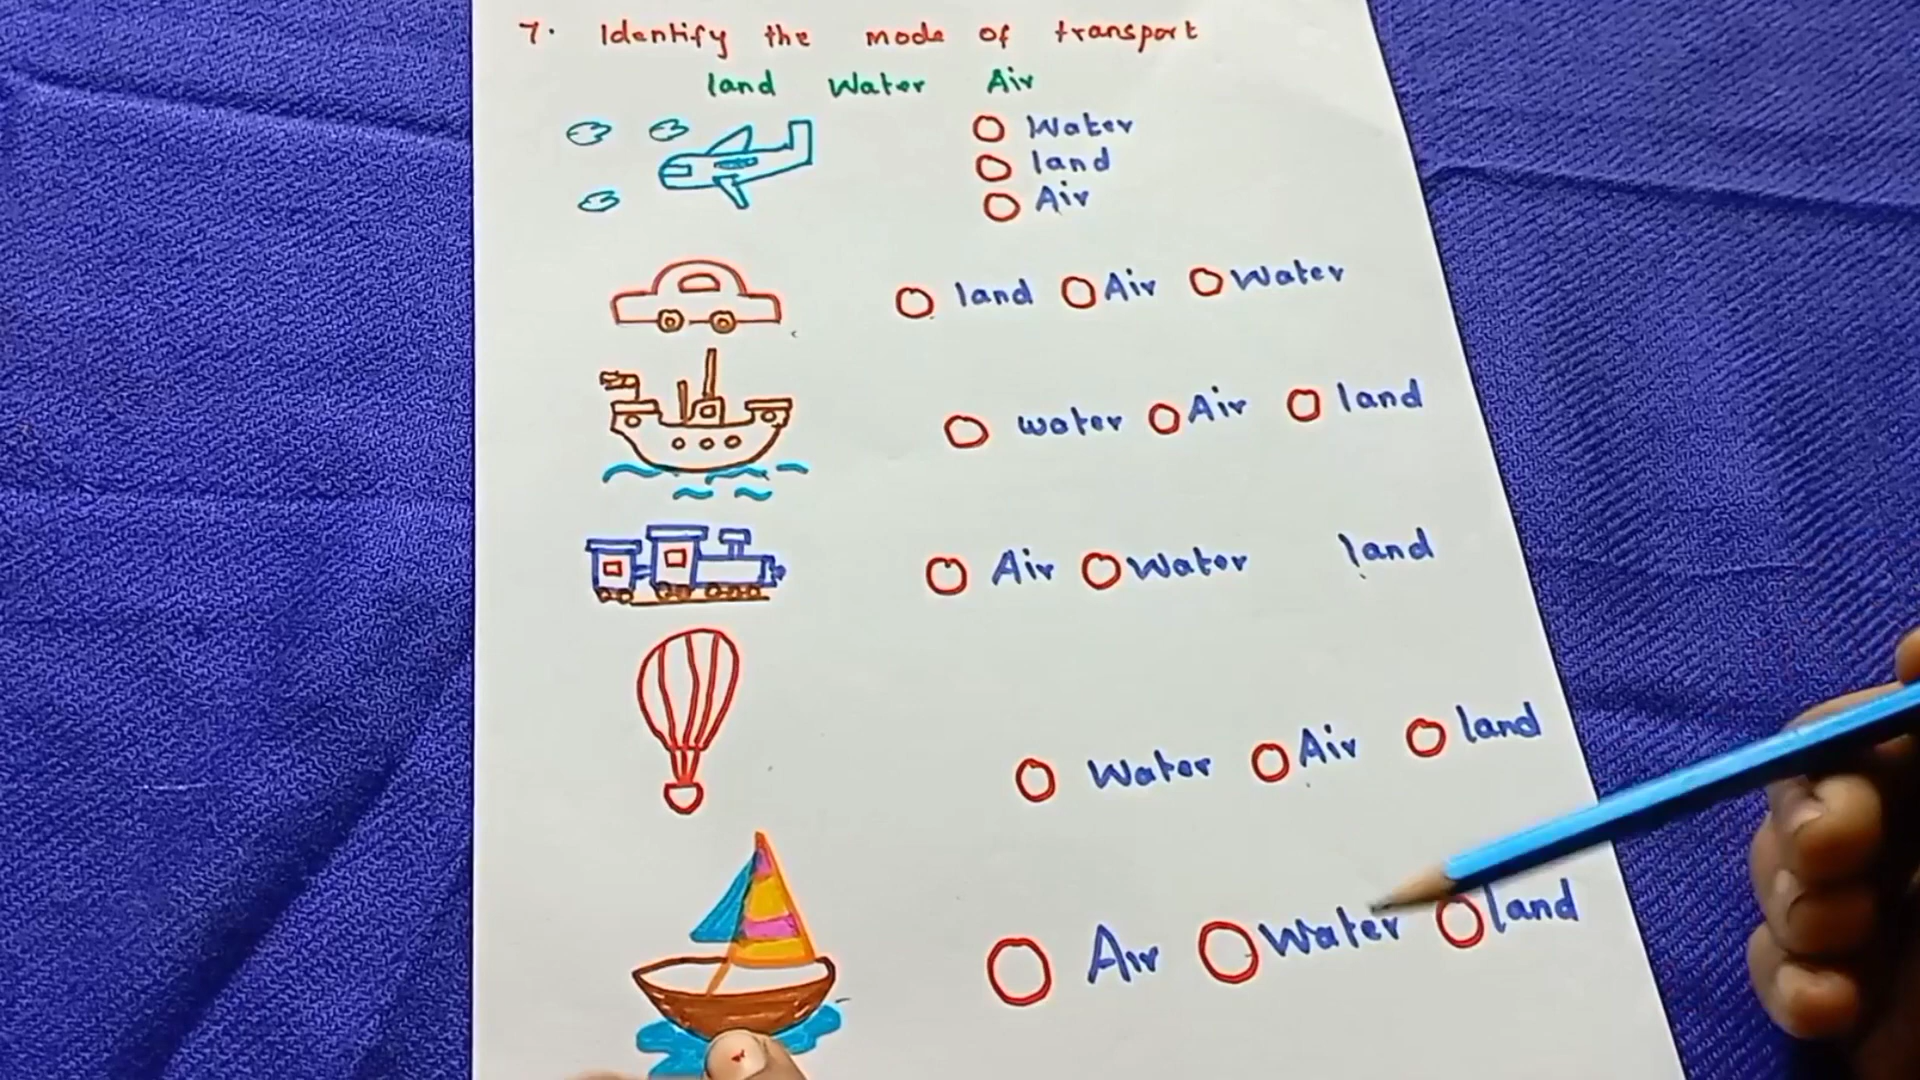 7. Identify the mode of transport
land Water Air
Water
land
Air
land Air Water
water Air land
Air Water land
Water Air land
Air Water land